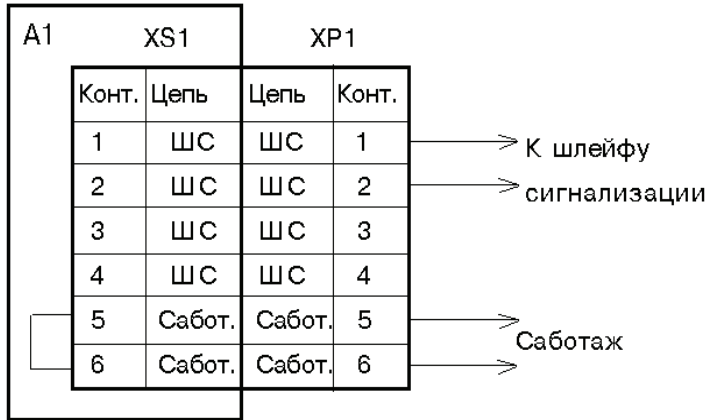 A1 XS1 XP1
Конт. Цепь Цепь Конт.
1 ШС ШС 1
К шлейфу
2 ШС ШС 2
сигнализации
3 ШС ШС 3
4 ШС ШС 4
5 Сабот. Сабот. 5
Саботаж
6 Сабот. Сабот. 6